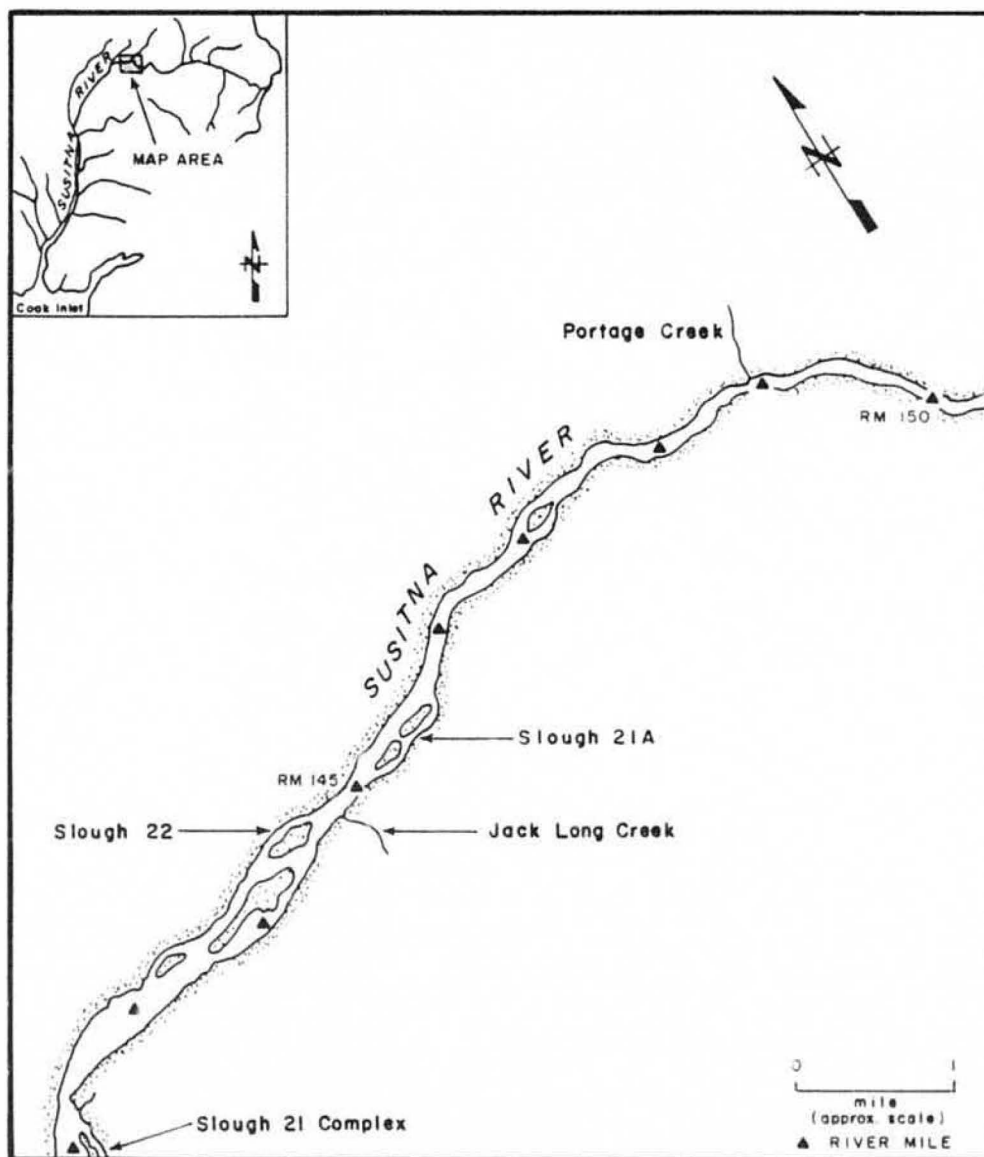 SUSITNA RIVER
MAP AREA
N
Cook Inlet
N
Portage Creek
RM 150
SUSITNA RIVER
Slough 21A
RM 145
Slough 22
Jack Long Creek
0 1
mile
(approx. scale)
RIVER MILE
Slough 21 Complex